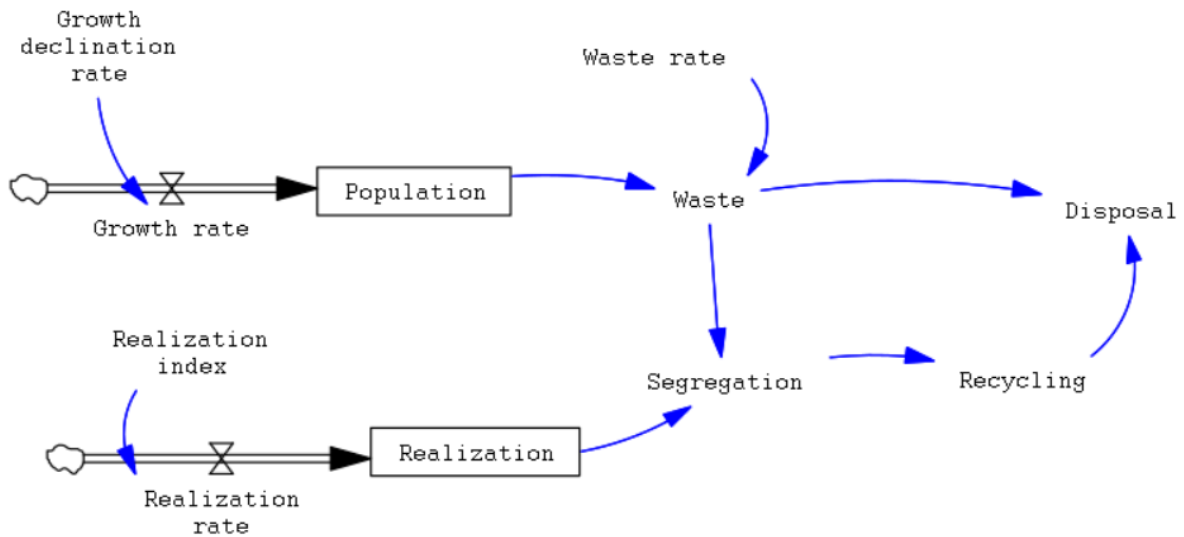 Growth
declination
rate
Waste rate
Population
Waste
Disposal
Growth rate
Realization
index
Segregation
Recycling
Realization
Realization
rate